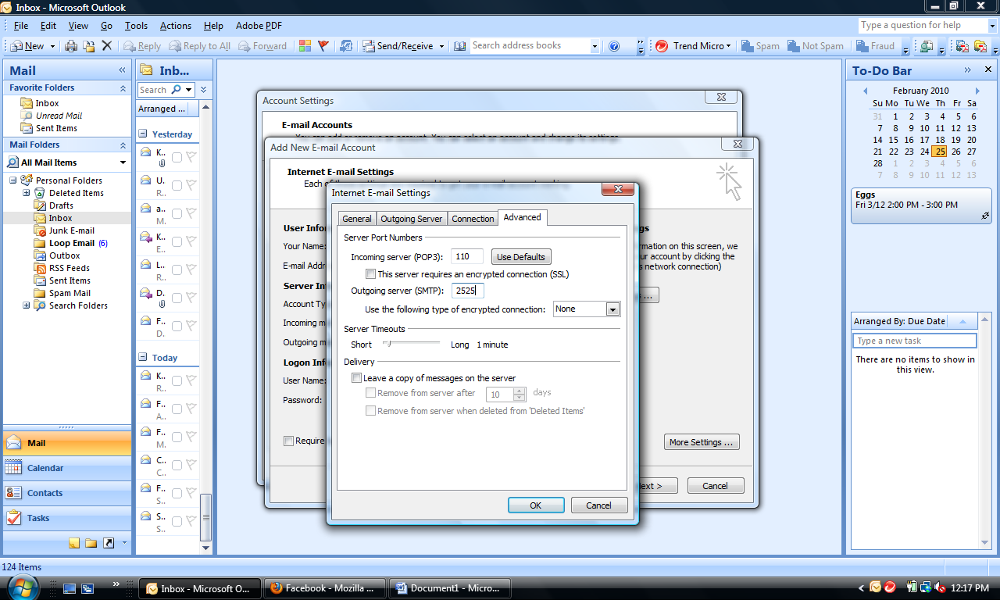 Inbox - Microsoft Outlook
File Edit View Go Tools Actions Help Adobe PDF
Type a question for help
New Reply Reply to All Forward Send/Receive Search address books Trend Micro Spam Not Spam Fraud
Mail
Favorite Folders
Inbox
Unread Mail
Sent Items
Mail Folders
All Mail Items
Personal Folders
Deleted Items
Drafts
Inbox
Junk E-mail
Loop Email (6)
Outbox
RSS Feeds
Sent Items
Spam Mail
Search Folders
Mail
Calendar
Contacts
Tasks
Inb...
Search
Arranged ...
Yesterday
K..
U.
R..
a..
M.
K..
E..
L..
R..
D.
F..
D.
Today
K..
R..
F..
A..
F..
M.
C..
C..
F..
S..
S..
S..
Account Settings
E-mail Accounts
You can add or remove an account. You can select an account and change its settings.
Add New E-mail Account
Internet E-mail Settings
Each of
User Infor
Your Name:
E-mail Addr
Server Inf
Account Ty
Incoming m
Outgoing m
Logon Info
User Name:
Password:
Require
gs
rmation on this screen, we
ur account by clicking the
s network connection)
...
More Settings ...
ext > Cancel
Internet E-mail Settings
General Outgoing Server Connection Advanced
Server Port Numbers
Incoming server (POP3): 110 Use Defaults
This server requires an encrypted connection (SSL)
Outgoing server (SMTP): 2525
Use the following type of encrypted connection: None
Server Timeouts
Short Long 1 minute
Delivery
Leave a copy of messages on the server
Remove from server after 10 days
Remove from server when deleted from 'Deleted Items'
OK Cancel
To-Do Bar
February 2010
Su Mo Tu We Th Fr Sa
31 1 2 3 4 5 6
7 8 9 10 11 12 13
14 15 16 17 18 19 20
21 22 23 24 25 26 27
28 1 2 3 4 5 6
7 8 9 10 11 12 13
Eggs
Fri 3/12 2:00 PM - 3:00 PM
Arranged By: Due Date
Type a new task
There are no items to show in
this view.
124 Items
Inbox - Microsoft O... Facebook - Mozilla ... Document1 - Micro... 12:17 PM